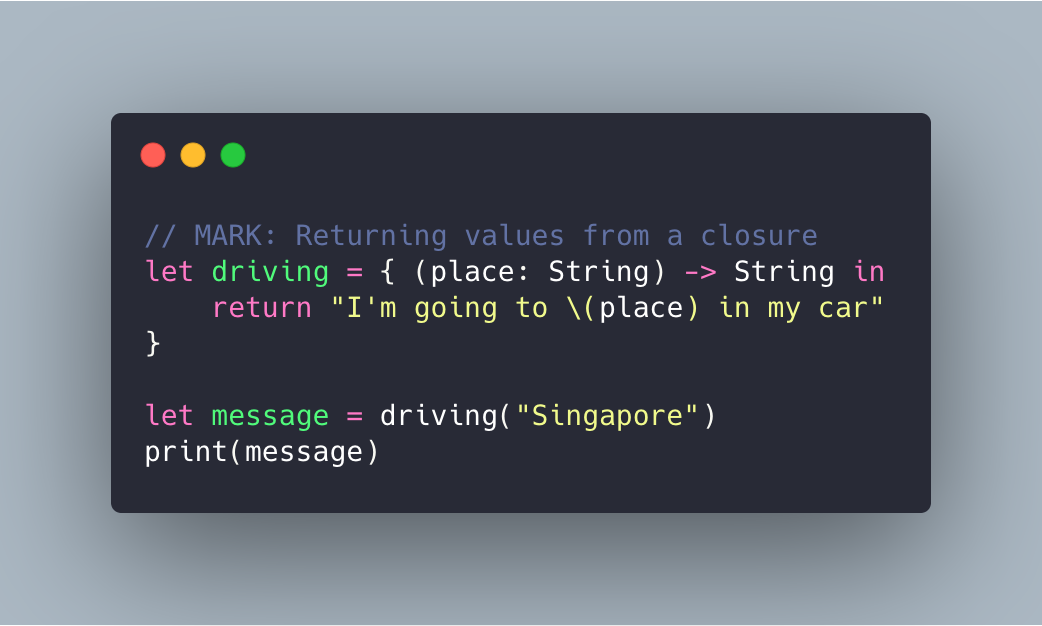 // MARK: Returning values from a closure
let driving = { (place: String) -> String in
    return "I'm going to \(place) in my car"
}

let message = driving("Singapore")
print(message)